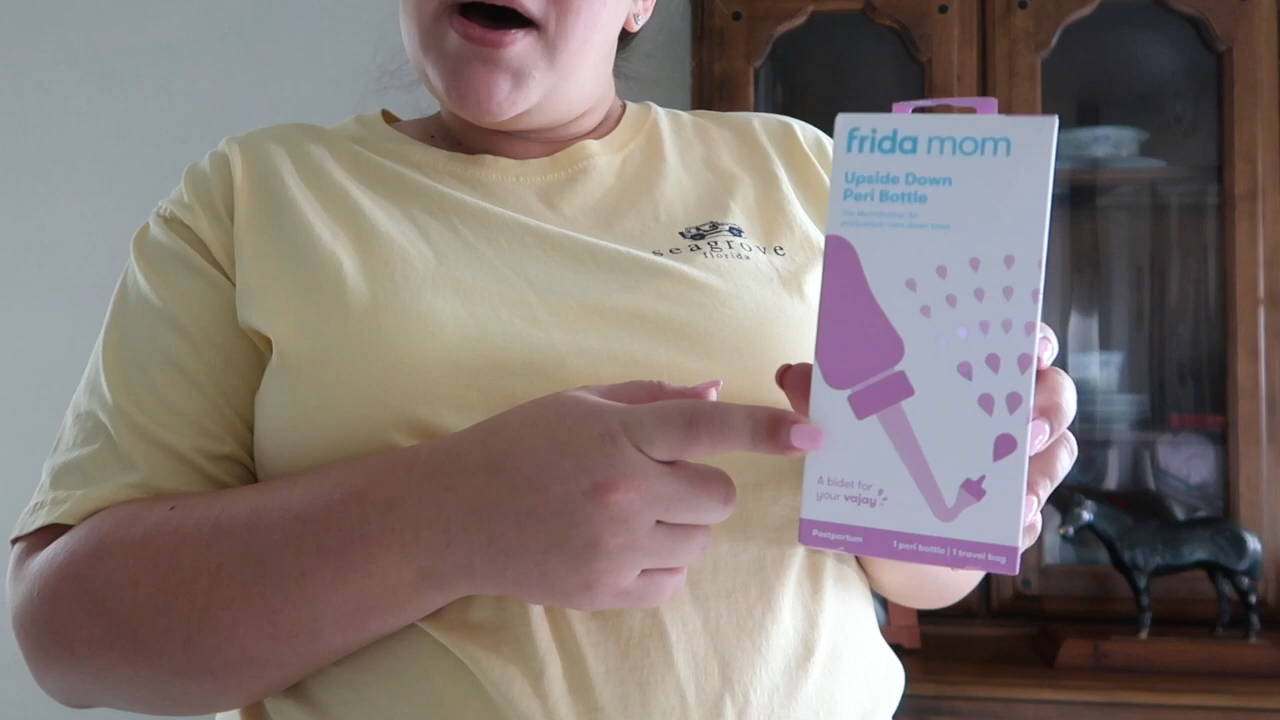 frida mom
Upside Down
Peri Bottle
seagrove
florida
A bidet for
your vajay
Postpartum
1 peri bottle | 1 travel bag